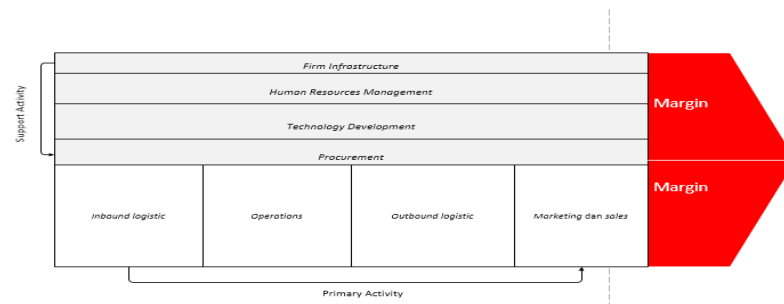 Firm Infrastructure
Human Resources Management
Technology Development
Procurement
Support Activity
Margin
Margin
Inbound logistic
Operations
Outbound logistic
Marketing dan sales
Primary Activity